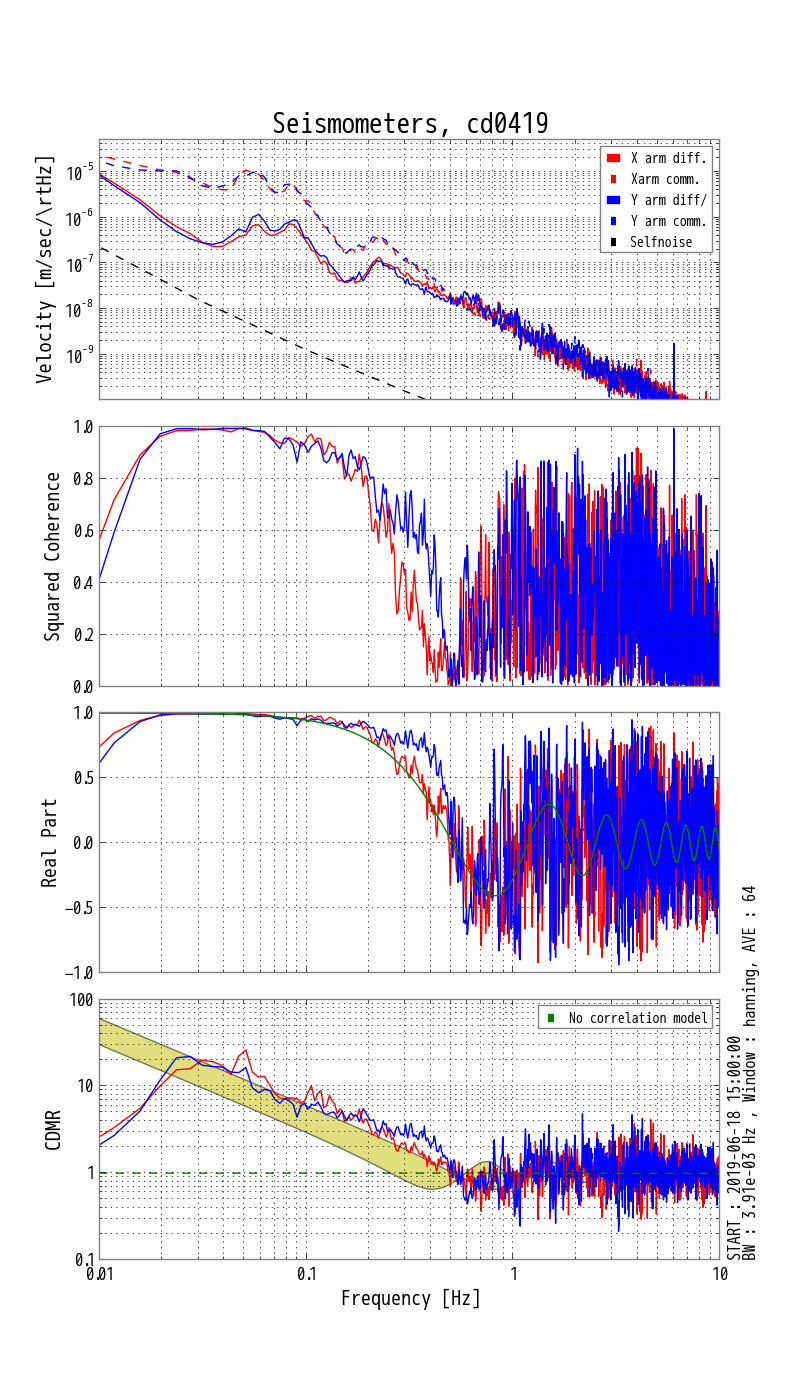 Seismometers, cd0419
Velocity [m/sec/\rtHz]
10^-5
10^-6
10^-7
10^-8
10^-9
X arm diff.
Xarm comm.
Y arm diff/
Y arm comm.
Selfnoise
Squared Coherence
1.0
0.8
0.6
0.4
0.2
0.0
Real Part
1.0
0.5
0.0
−0.5
−1.0
CDMR
100
10
1
0.1
No correlation model
0.01
0.1
1
10
Frequency [Hz]
START : 2019-06-18 15:00:00
BW : 3.91e-03 Hz , Window : hanning, AVE : 64